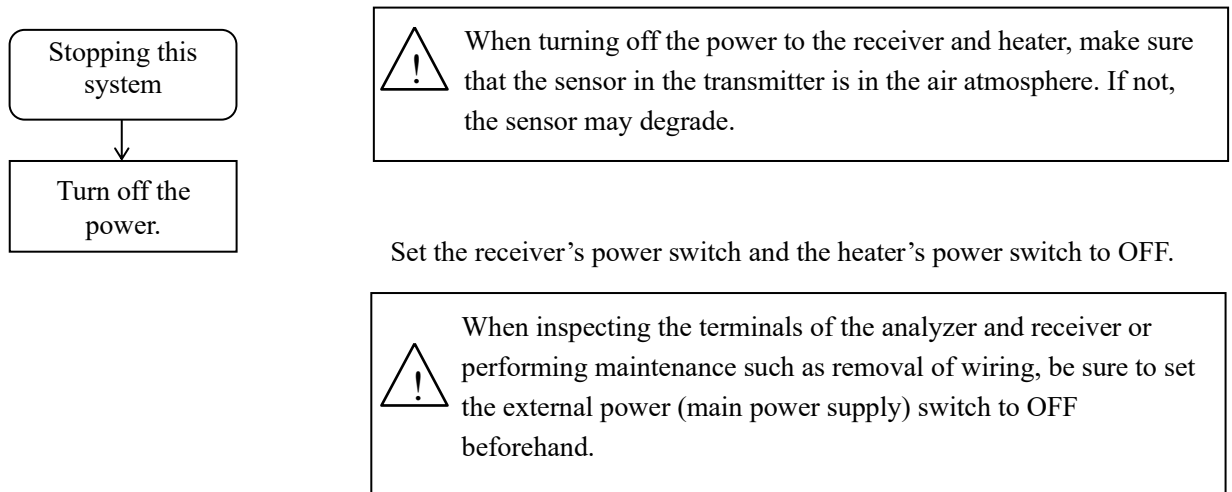 Stopping this
system
Turn off the
power.
!
When turning off the power to the receiver and heater, make sure
that the sensor in the transmitter is in the air atmosphere. If not,
the sensor may degrade.
Set the receiver’s power switch and the heater’s power switch to OFF.
!
When inspecting the terminals of the analyzer and receiver or
performing maintenance such as removal of wiring, be sure to set
the external power (main power supply) switch to OFF
beforehand.